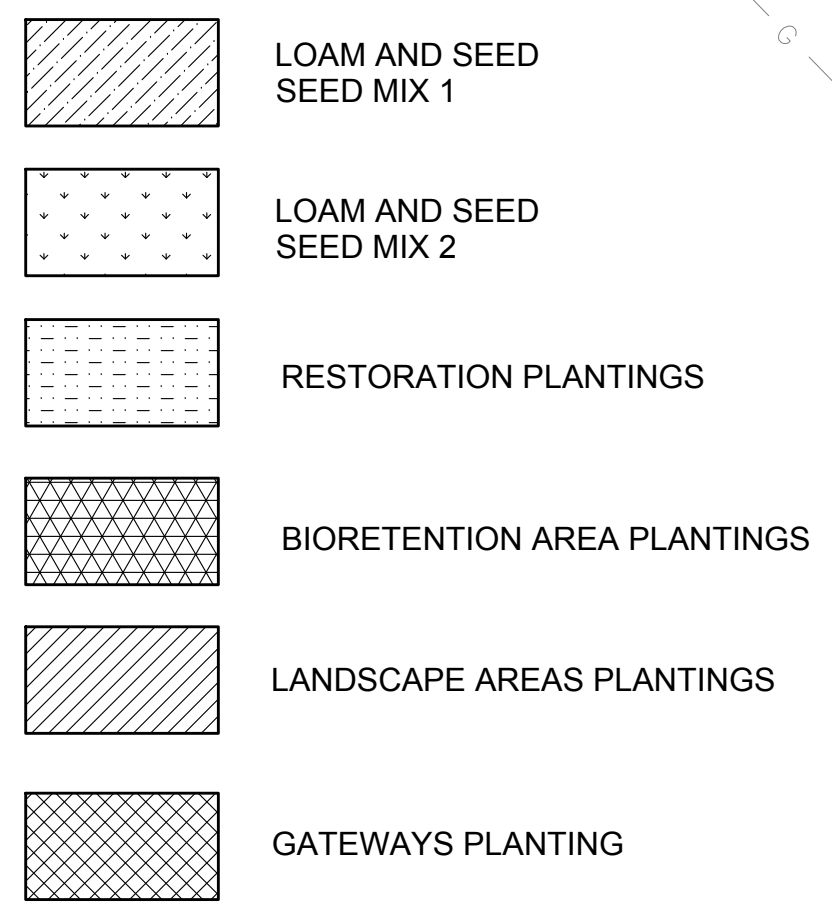 G
LOAM AND SEED
SEED MIX 1
LOAM AND SEED
SEED MIX 2
RESTORATION PLANTINGS
BIORETENTION AREA PLANTINGS
LANDSCAPE AREAS PLANTINGS
GATEWAYS PLANTING